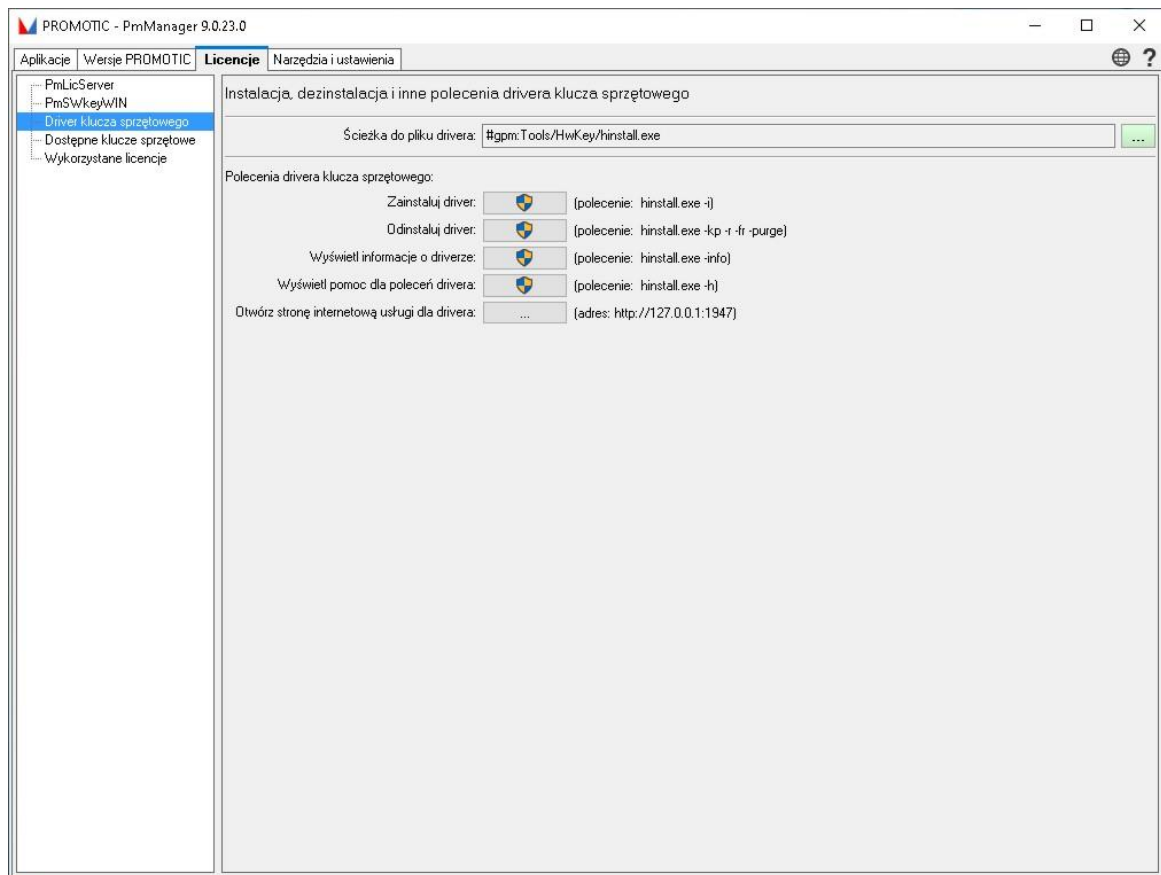 PROMOTIC - PmManager 9.0.23.0
Aplikacje Wersje PROMOTIC Licencje Narzędzia i ustawienia ?
PmLicServer
PmSWkeyWIN
Driver klucza sprzętowego
Dostępne klucze sprzętowe
Wykorzystane licencje
Instalacja, dezinstalacja i inne polecenia drivera klucza sprzętowego
Ścieżka do pliku drivera: #gpm:Tools/HwKey/hinstall.exe ...
Polecenia drivera klucza sprzętowego:
Zainstaluj driver: (polecenie: hinstall.exe -i)
Odinstaluj driver: (polecenie: hinstall.exe -kp -r -fr -purge)
Wyświetl informacje o driverze: (polecenie: hinstall.exe -info)
Wyświetl pomoc dla poleceń drivera: (polecenie: hinstall.exe -h)
Otwórz stronę internetową usługi dla drivera: ... (adres: http://127.0.0.1:1947)